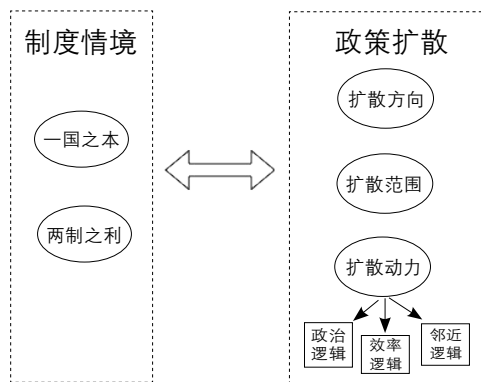 制度情境
一国之本
两制之利
政策扩散
扩散方向
扩散范围
扩散动力
政治
逻辑
效率
逻辑
邻近
逻辑